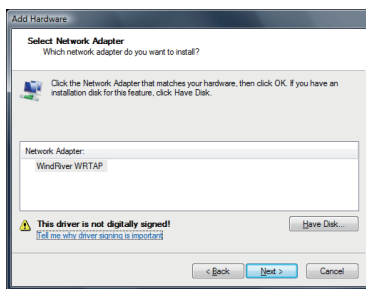 Add Hardware
Select Network Adapter
Which network adapter do you want to install?
Click the Network Adapter that matches your hardware, then click OK. If you have an
installation disk for this feature, click Have Disk.
Network Adapter:
WindRiver WRTAP
This driver is not digitally signed!
Have Disk...
Tell me why driver signing is important
< Back
Next >
Cancel